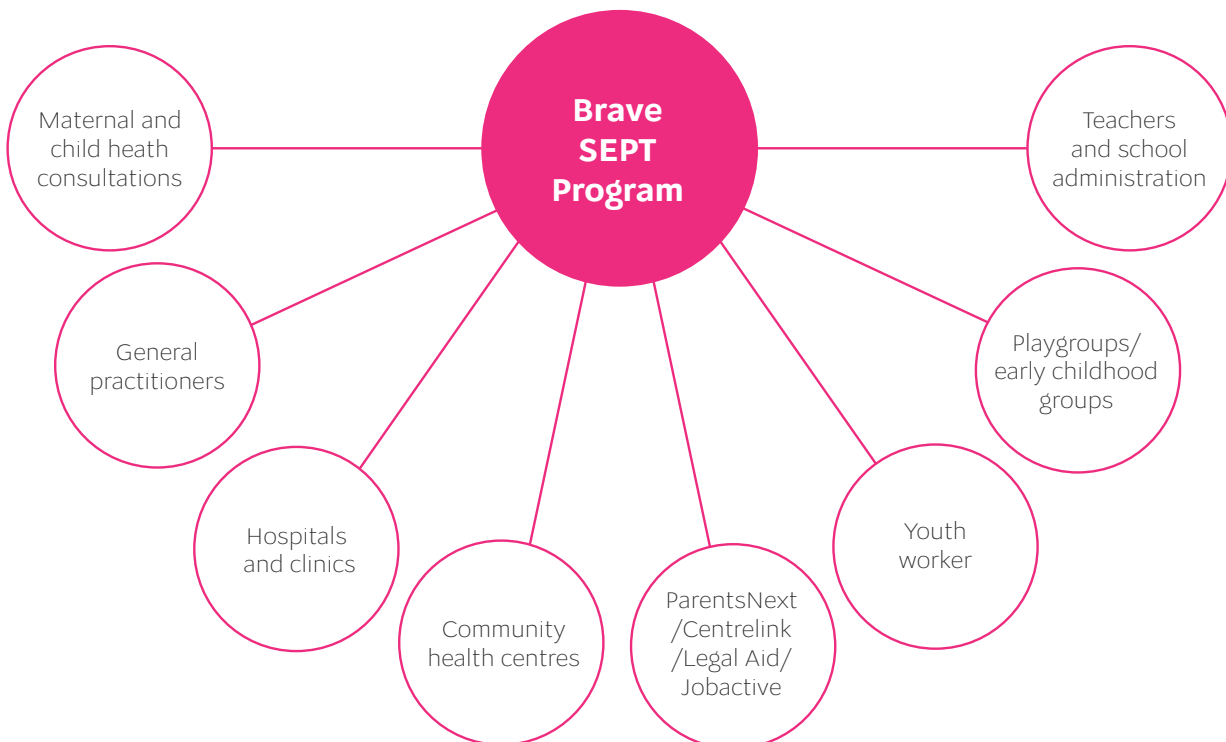 Brave
SEPT
Program
Maternal and
child heath
consultations
General
practitioners
Hospitals
and clinics
Community
health centres
ParentsNext
/Centrelink
/Legal Aid/
Jobactive
Youth
worker
Playgroups/
early childhood
groups
Teachers
and school
administration